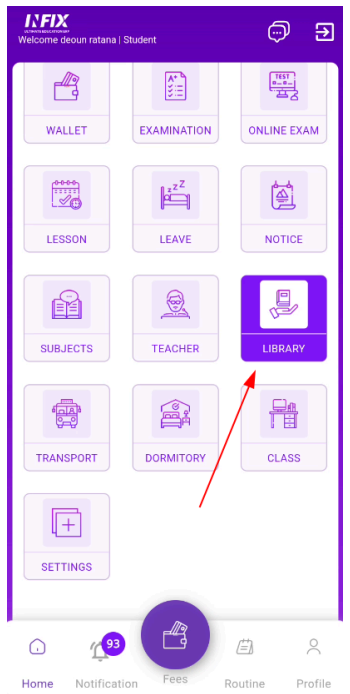 INFIX
ULTIMATE EDUCATION ERP
Welcome deoun ratana | Student
WALLET
EXAMINATION
TEST
ONLINE EXAM
LESSON
LEAVE
NOTICE
SUBJECTS
TEACHER
LIBRARY
TRANSPORT
DORMITORY
CLASS
SETTINGS
93
Home
Notification
Fees
Routine
Profile